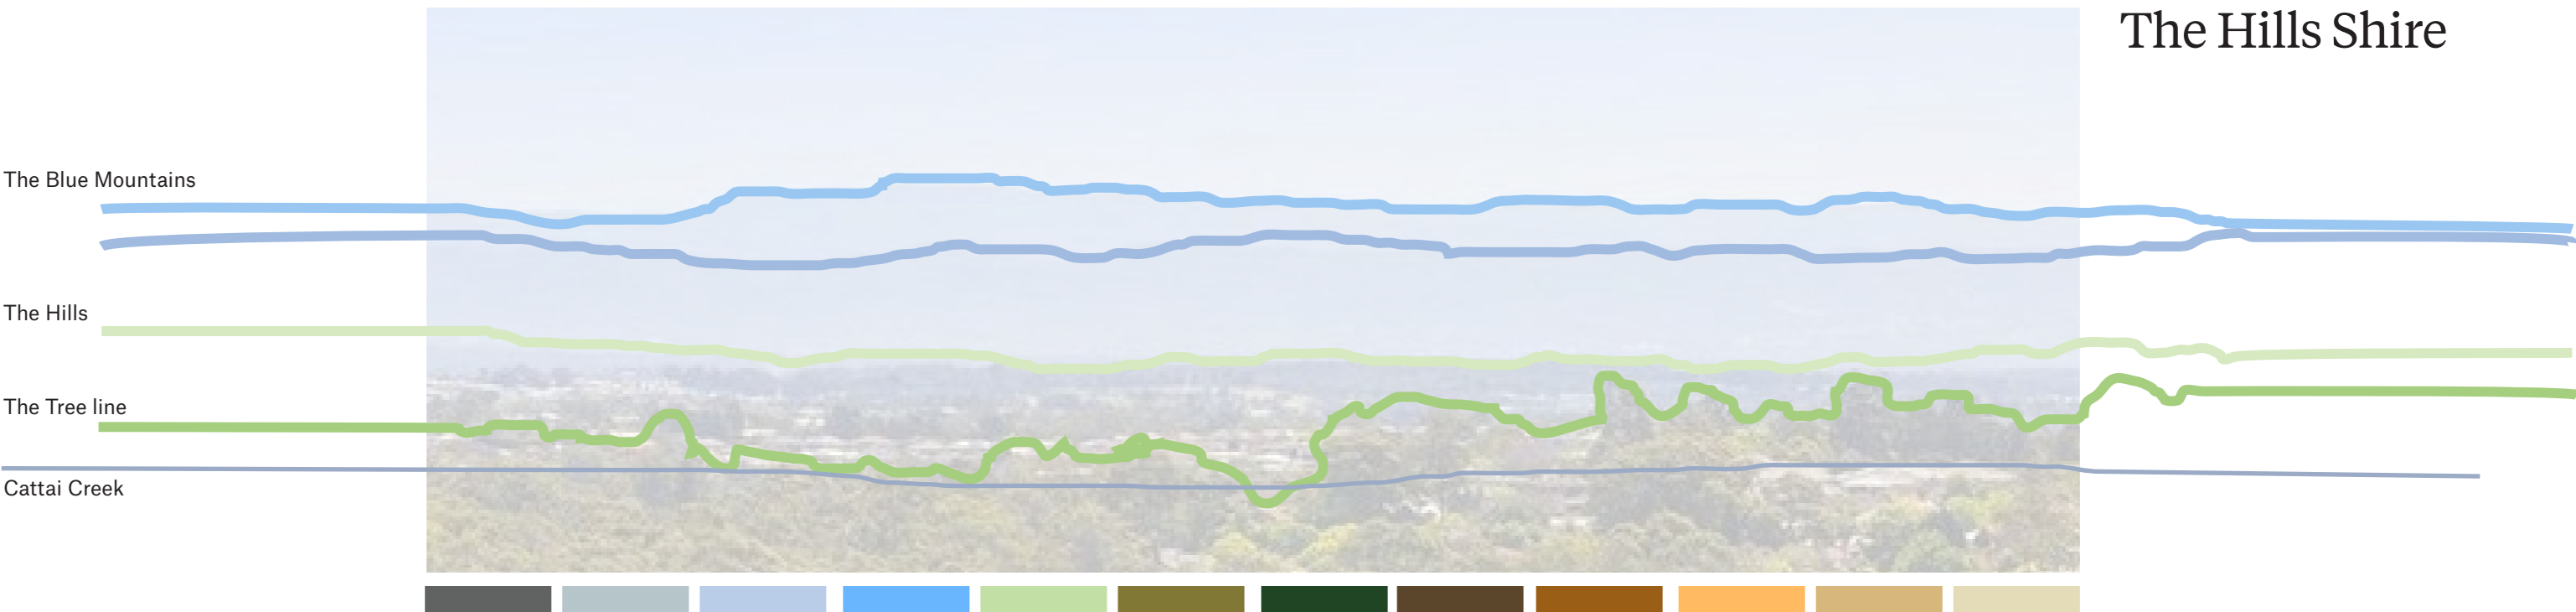 The Hills Shire
The Blue Mountains
The Hills
The Tree line
Cattai Creek